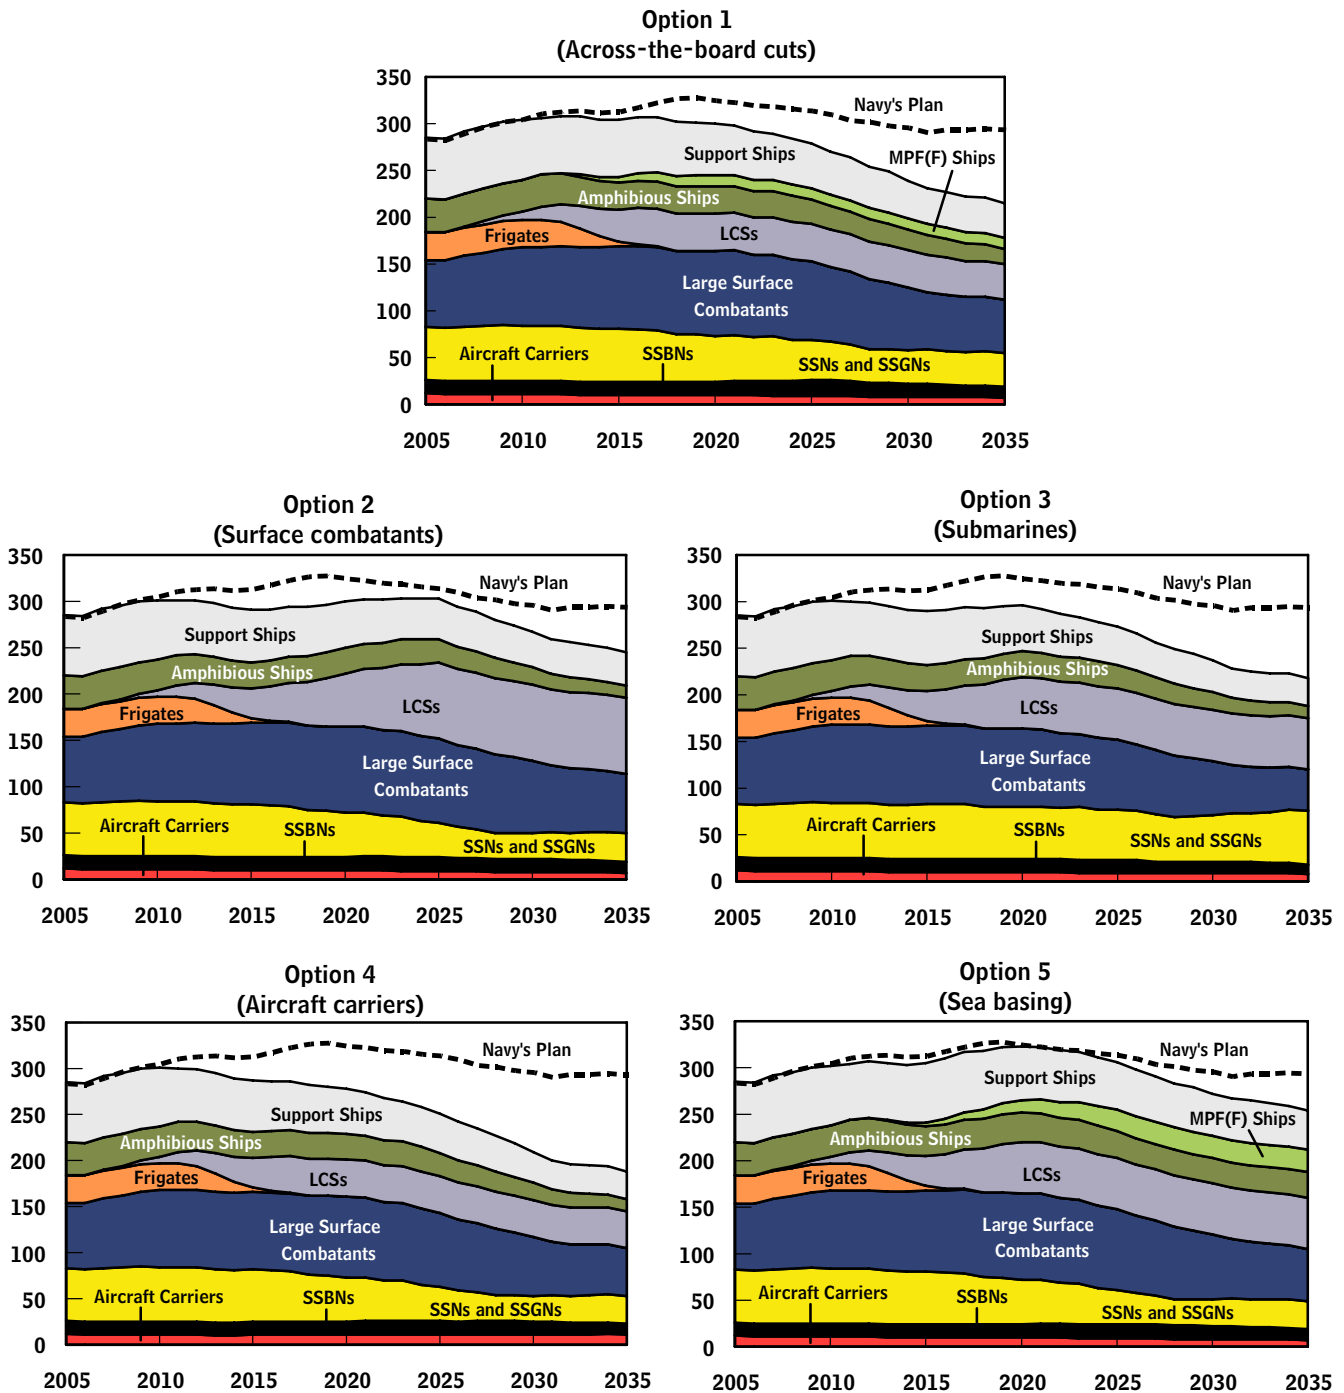 Option 1
(Across-the-board cuts)
350
300
250
200
150
100
50
0
Navy's Plan
Support Ships
MPF(F) Ships
Amphibious Ships
LCSs
Frigates
Large Surface
Combatants
Aircraft Carriers
SSBNs
SSNs and SSGNs
2005
2010
2015
2020
2025
2030
2035
Option 2
(Surface combatants)
350
300
250
200
150
100
50
0
Navy's Plan
Support Ships
Amphibious Ships
LCSs
Frigates
Large Surface
Combatants
Aircraft Carriers
SSBNs
SSNs and SSGNs
2005
2010
2015
2020
2025
2030
2035
Option 3
(Submarines)
350
300
250
200
150
100
50
0
Navy's Plan
Support Ships
Amphibious Ships
LCSs
Frigates
Large Surface
Combatants
Aircraft Carriers
SSBNs
SSNs and SSGNs
2005
2010
2015
2020
2025
2030
2035
Option 4
(Aircraft carriers)
350
300
250
200
150
100
50
0
Navy's Plan
Support Ships
Amphibious Ships
LCSs
Frigates
Large Surface
Combatants
Aircraft Carriers
SSBNs
SSNs and SSGNs
2005
2010
2015
2020
2025
2030
2035
Option 5
(Sea basing)
350
300
250
200
150
100
50
0
Navy's Plan
Support Ships
MPF(F) Ships
Amphibious Ships
LCSs
Frigates
Large Surface
Combatants
Aircraft Carriers
SSBNs
SSNs and SSGNs
2005
2010
2015
2020
2025
2030
2035